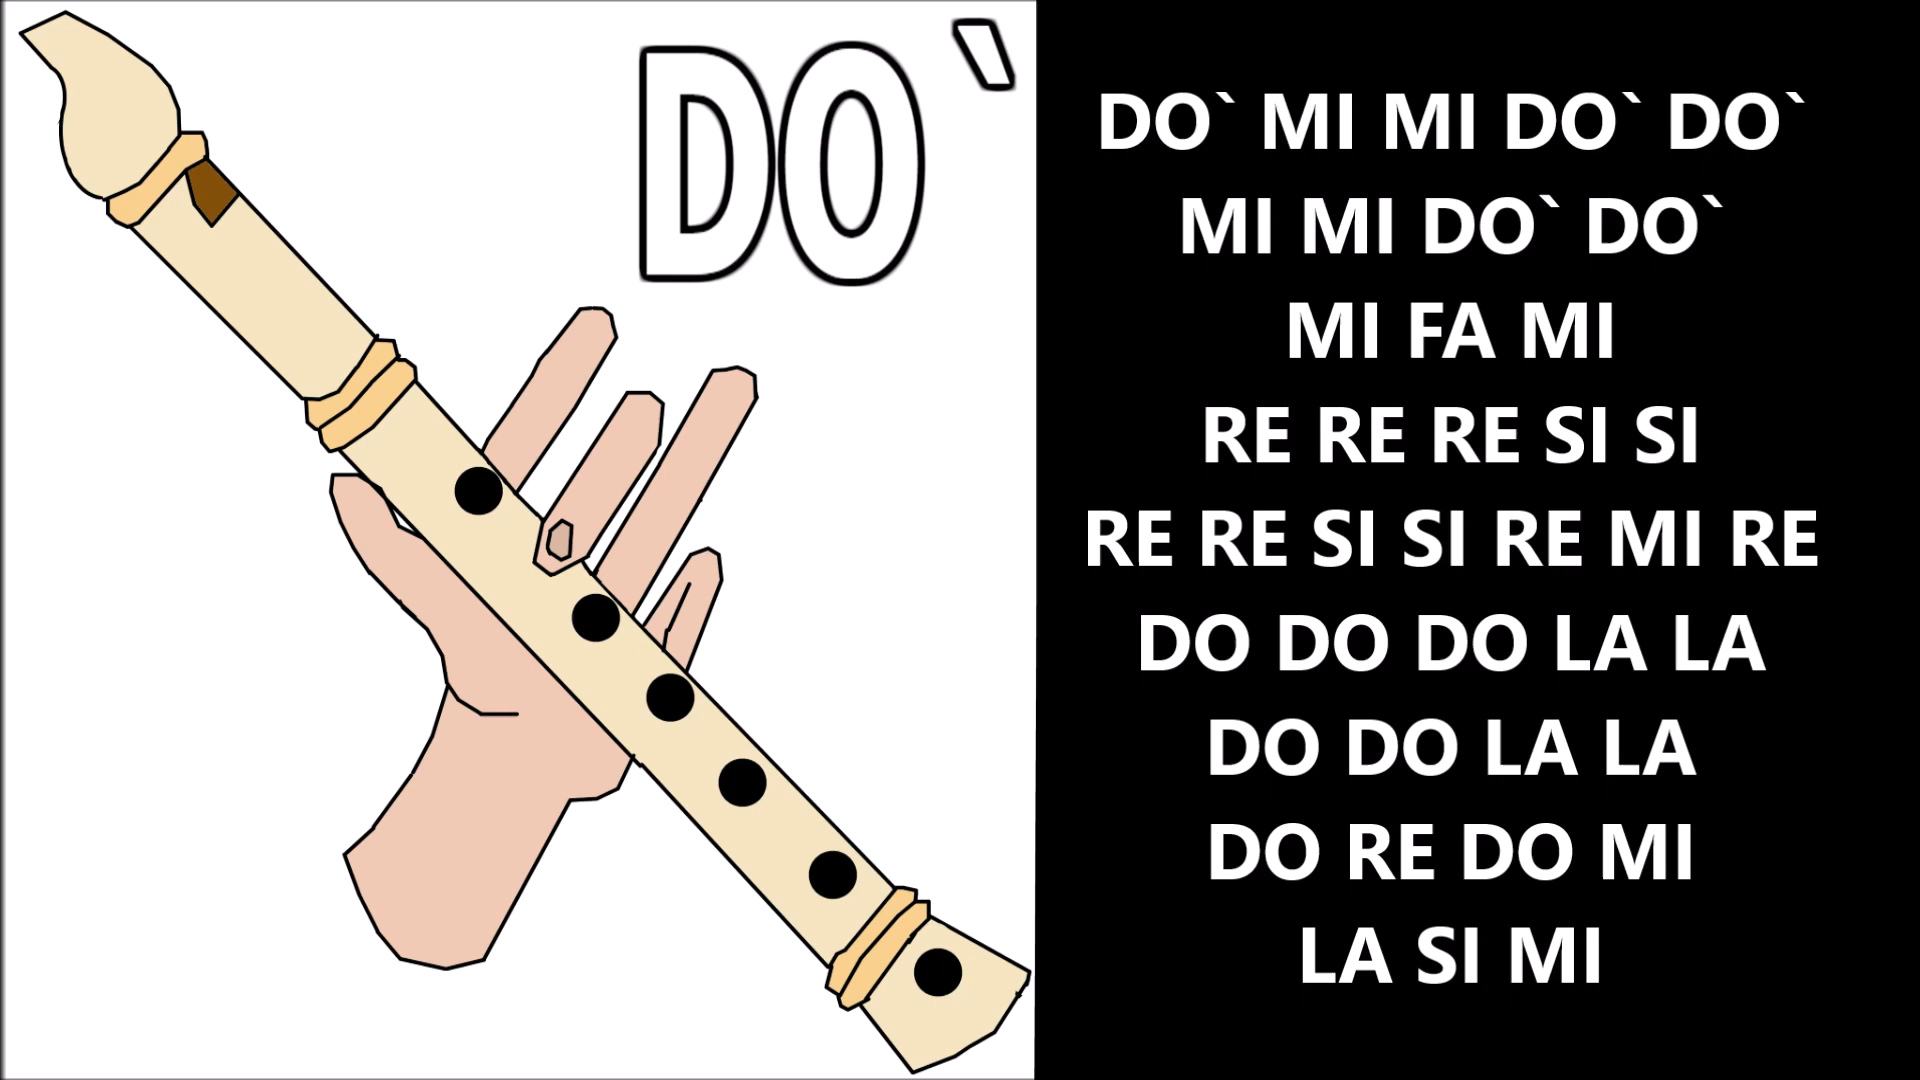 DO`
DO` MI MI DO` DO`
MI MI DO` DO`
MI FA MI
RE RE RE SI SI
RE RE SI SI RE MI RE
DO DO DO LA LA
DO DO LA LA
DO RE DO MI
LA SI MI